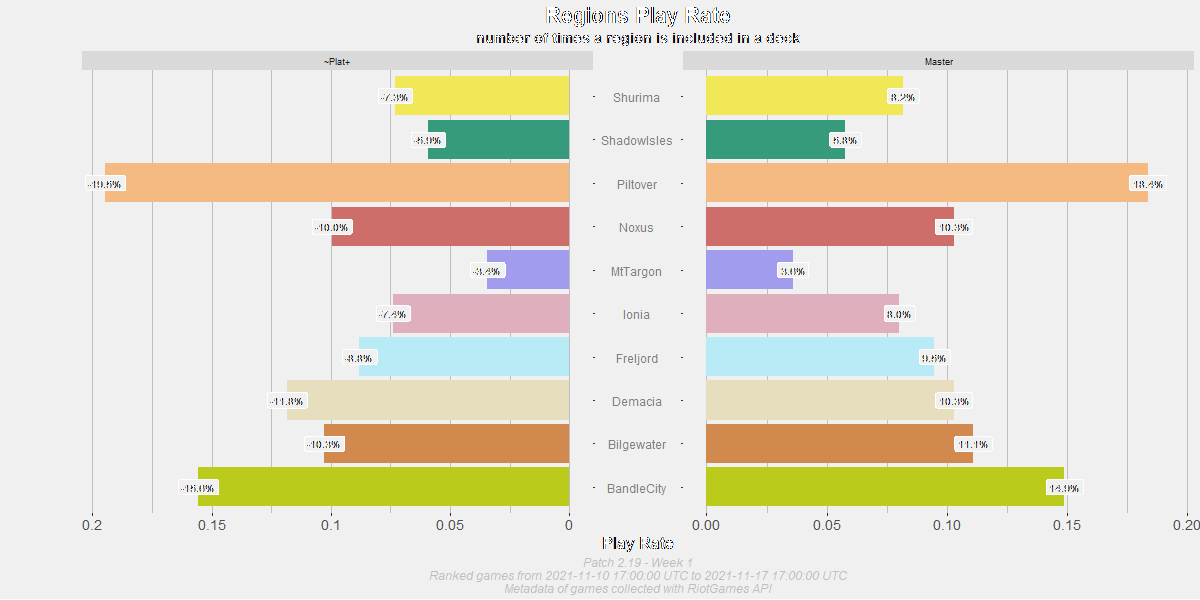 Regions Play Rate
number of times a region is included in a deck
~Plat+
Master
-7.3%
Shurima
8.2%
-5.9%
ShadowIsles
5.8%
-19.5%
Piltover
18.4%
-10.0%
Noxus
10.3%
-3.4%
MtTargon
3.6%
-7.4%
Ionia
8.0%
-8.8%
Freljord
9.5%
-11.8%
Demacia
10.3%
-10.3%
Bilgewater
11.1%
-15.6%
BandleCity
14.9%
0.2 0.15 0.1 0.05 0
0.00 0.05 0.10 0.15 0.20
Play Rate
Patch 2.19 - Week 1
Ranked games from 2021-11-10 17:00:00 UTC to 2021-11-17 17:00:00 UTC
Metadata of games collected with RiotGames API